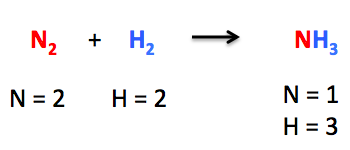 N₂ + H₂ → NH₃
N = 2 H = 2 N = 1
H = 3